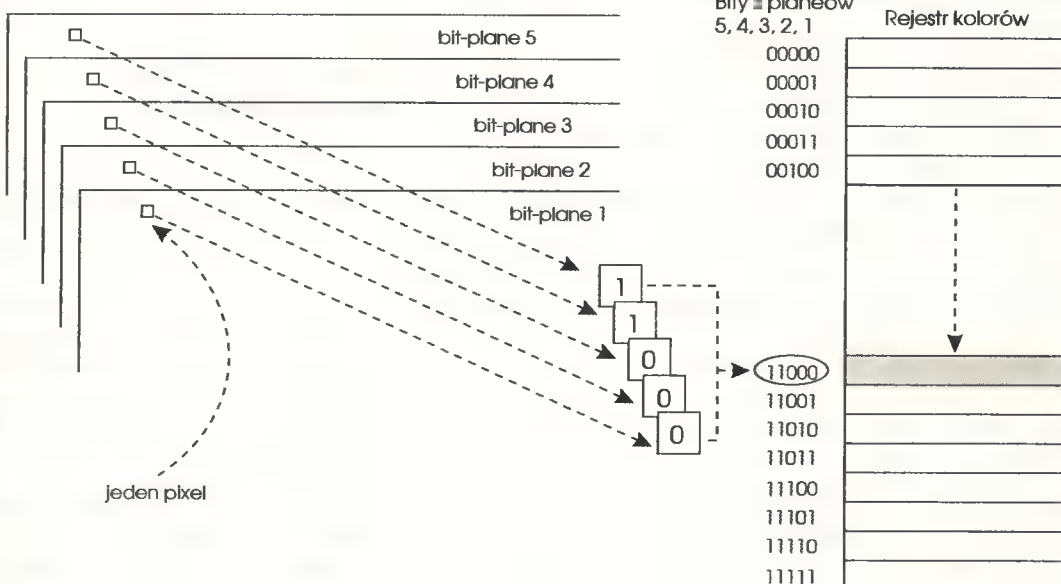 bit-plane 5
bit-plane 4
bit-plane 3
bit-plane 2
bit-plane 1
1
1
0
0
0
jeden pixel
Bity z planeów
5, 4, 3, 2, 1
Rejestr kolorów
00000
00001
00010
00011
00100
11000
11001
11010
11011
11100
11101
11110
11111